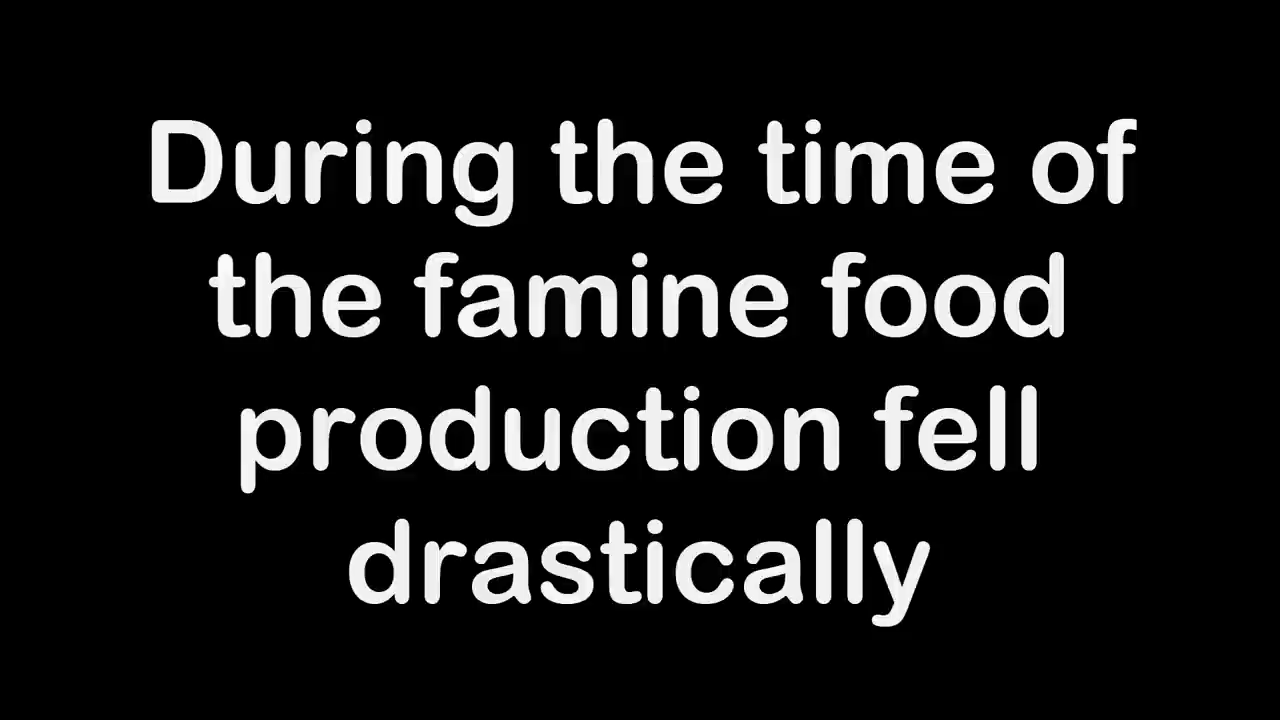 During the time of
the famine food
production fell
drastically